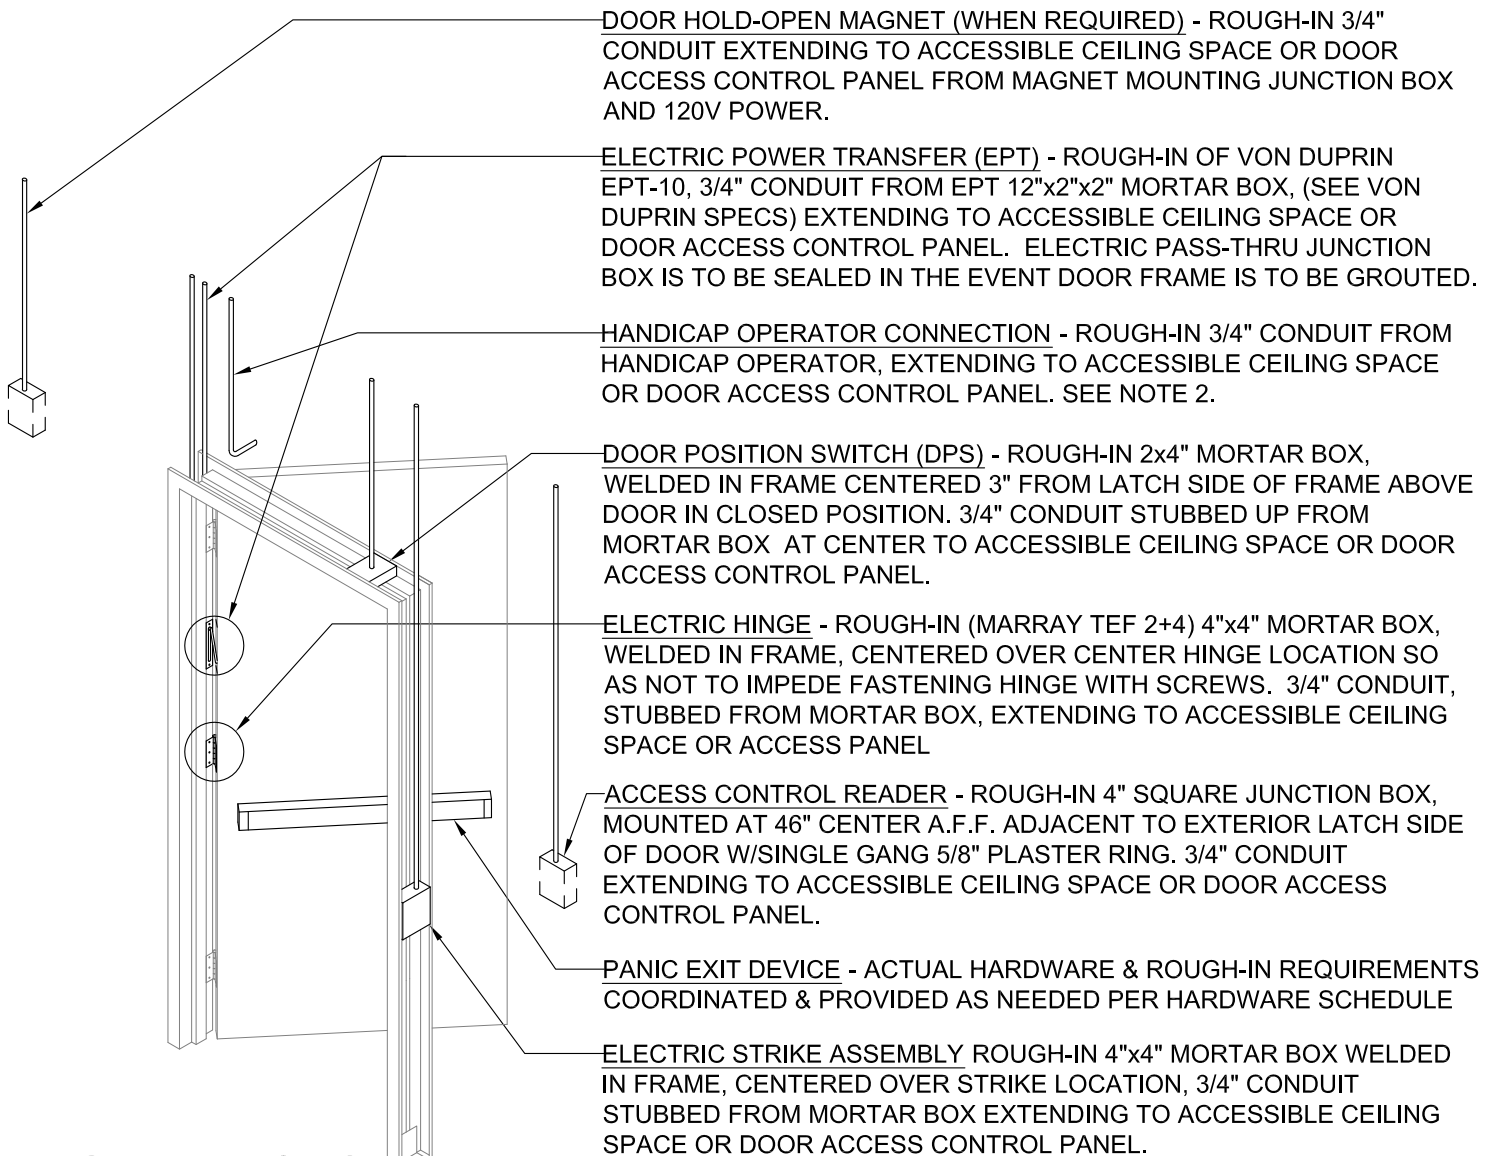 DOOR HOLD-OPEN MAGNET (WHEN REQUIRED) - ROUGH-IN 3/4"
CONDUIT EXTENDING TO ACCESSIBLE CEILING SPACE OR DOOR
ACCESS CONTROL PANEL FROM MAGNET MOUNTING JUNCTION BOX
AND 120V POWER.
ELECTRIC POWER TRANSFER (EPT) - ROUGH-IN OF VON DUPRIN
EPT-10, 3/4" CONDUIT FROM EPT 12"x2"x2" MORTAR BOX, (SEE VON
DUPRIN SPECS) EXTENDING TO ACCESSIBLE CEILING SPACE OR
DOOR ACCESS CONTROL PANEL. ELECTRIC PASS-THRU JUNCTION
BOX IS TO BE SEALED IN THE EVENT DOOR FRAME IS TO BE GROUTED.
HANDICAP OPERATOR CONNECTION - ROUGH-IN 3/4" CONDUIT FROM
HANDICAP OPERATOR, EXTENDING TO ACCESSIBLE CEILING SPACE
OR DOOR ACCESS CONTROL PANEL. SEE NOTE 2.
DOOR POSITION SWITCH (DPS) - ROUGH-IN 2x4" MORTAR BOX,
WELDED IN FRAME CENTERED 3" FROM LATCH SIDE OF FRAME ABOVE
DOOR IN CLOSED POSITION. 3/4" CONDUIT STUBBED UP FROM
MORTAR BOX AT CENTER TO ACCESSIBLE CEILING SPACE OR DOOR
ACCESS CONTROL PANEL.
ELECTRIC HINGE - ROUGH-IN (MARRAY TEF 2+4) 4"x4" MORTAR BOX,
WELDED IN FRAME, CENTERED OVER CENTER HINGE LOCATION SO
AS NOT TO IMPEDE FASTENING HINGE WITH SCREWS. 3/4" CONDUIT,
STUBBED FROM MORTAR BOX, EXTENDING TO ACCESSIBLE CEILING
SPACE OR ACCESS PANEL
ACCESS CONTROL READER - ROUGH-IN 4" SQUARE JUNCTION BOX,
MOUNTED AT 46" CENTER A.F.F. ADJACENT TO EXTERIOR LATCH SIDE
OF DOOR W/SINGLE GANG 5/8" PLASTER RING. 3/4" CONDUIT
EXTENDING TO ACCESSIBLE CEILING SPACE OR DOOR ACCESS
CONTROL PANEL.
PANIC EXIT DEVICE - ACTUAL HARDWARE & ROUGH-IN REQUIREMENTS
COORDINATED & PROVIDED AS NEEDED PER HARDWARE SCHEDULE
ELECTRIC STRIKE ASSEMBLY ROUGH-IN 4"x4" MORTAR BOX WELDED
IN FRAME, CENTERED OVER STRIKE LOCATION, 3/4" CONDUIT
STUBBED FROM MORTAR BOX EXTENDING TO ACCESSIBLE CEILING
SPACE OR DOOR ACCESS CONTROL PANEL.